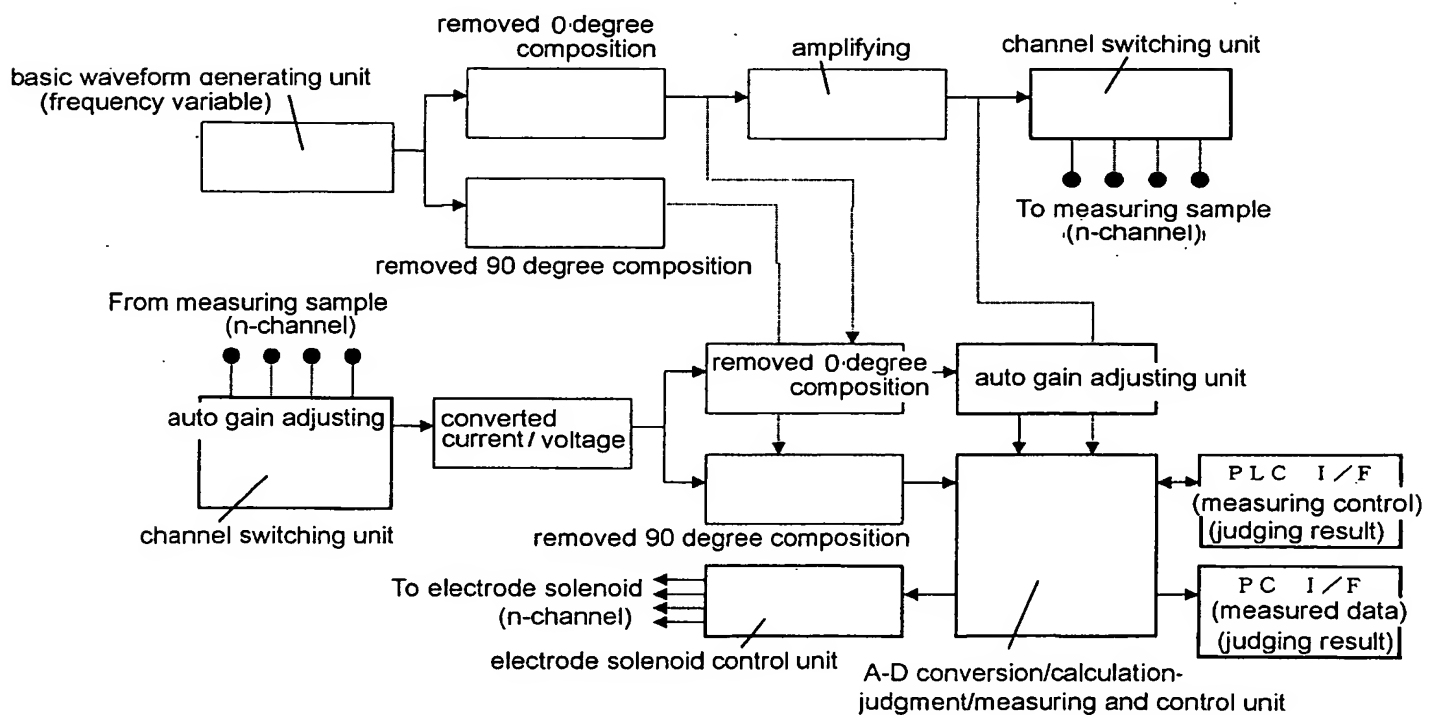 removed 0·degree
composition
amplifying
channel switching unit
basic waveform generating unit
(frequency variable)
To measuring sample
(n-channel)
removed 90 degree composition
From measuring sample
(n-channel)
removed 0·degree
composition
auto gain adjusting unit
auto gain adjusting
converted
current/ voltage
PLC I/F
(measuring control)
(judging result)
channel switching unit
removed 90 degree composition
To electrode solenoid
(n-channel)
PC I/F
(measured data)
(judging result)
electrode solenoid control unit
A-D conversion/calculation-
judgment/measuring and control unit